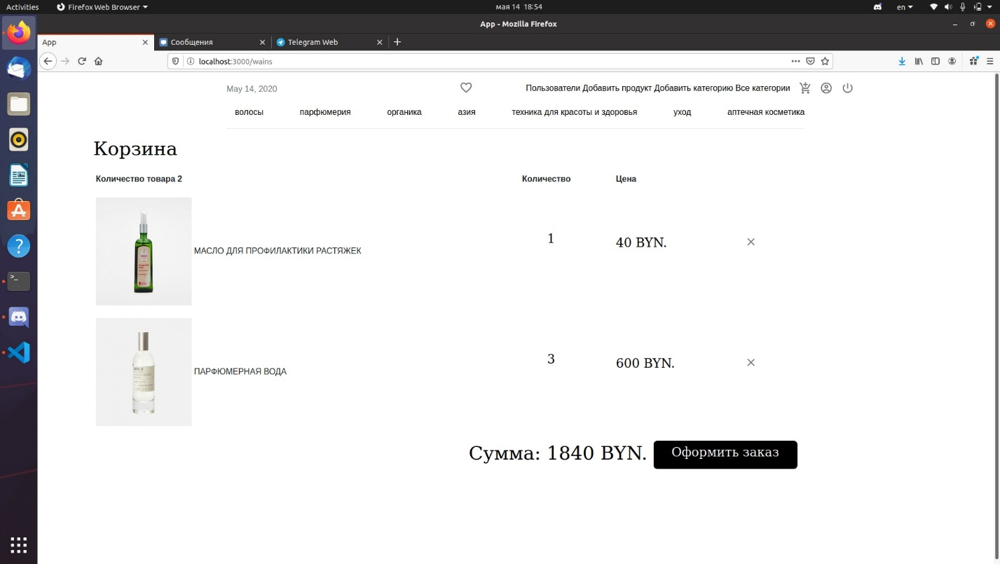 Activities Firefox Web Browser мая 14 18:54 en
App - Mozilla Firefox
App Сообщения Telegram Web
localhost:3000/wains
May 14, 2020 Пользователи Добавить продукт Добавить категорию Все категории
волосы парфюмерия органика азия техника для красоты и здоровья уход аптечная косметика
Корзина
Количество товара 2 Количество Цена
МАСЛО ДЛЯ ПРОФИЛАКТИКИ РАСТЯЖЕК 1 40 BYN.
ПАРФЮМЕРНАЯ ВОДА 3 600 BYN.
Сумма: 1840 BYN. Оформить заказ